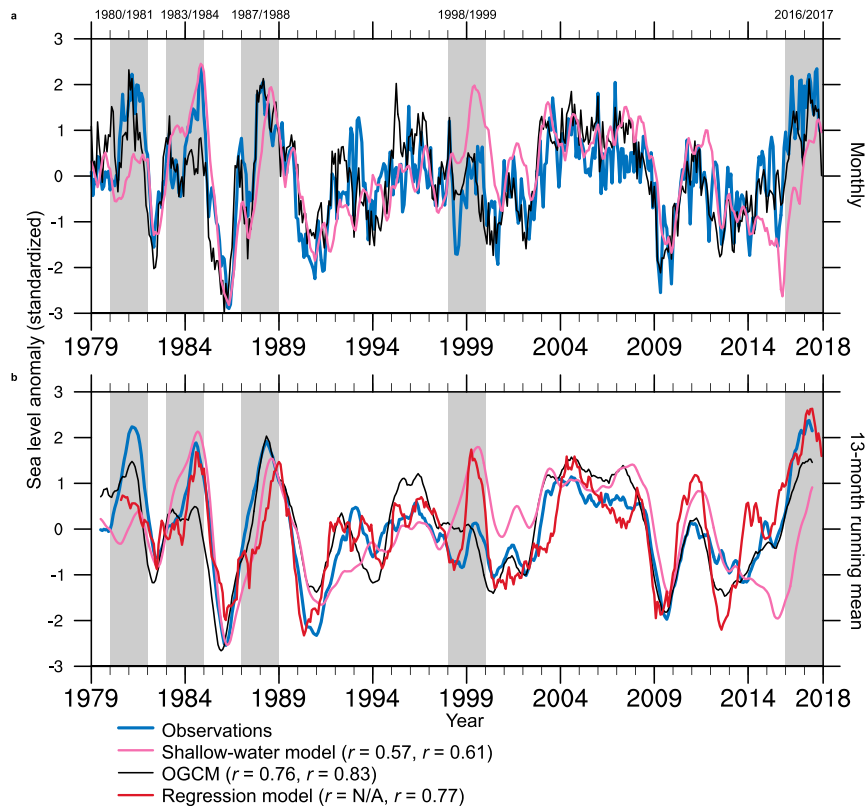 a
1980/1981 1983/1984 1987/1988 1998/1999 2016/2017
3
2
1
0
-1
-2
-3
1979 1984 1989 1994 1999 2004 2009 2014 2018
Monthly
Sea level anomaly (standardized)
b
3
2
1
0
-1
-2
-3
1979 1984 1989 1994 1999 2004 2009 2014 2018
13-month running mean
Year
Observations
Shallow-water model (r = 0.57, r = 0.61)
OGCM (r = 0.76, r = 0.83)
Regression model (r = N/A, r = 0.77)